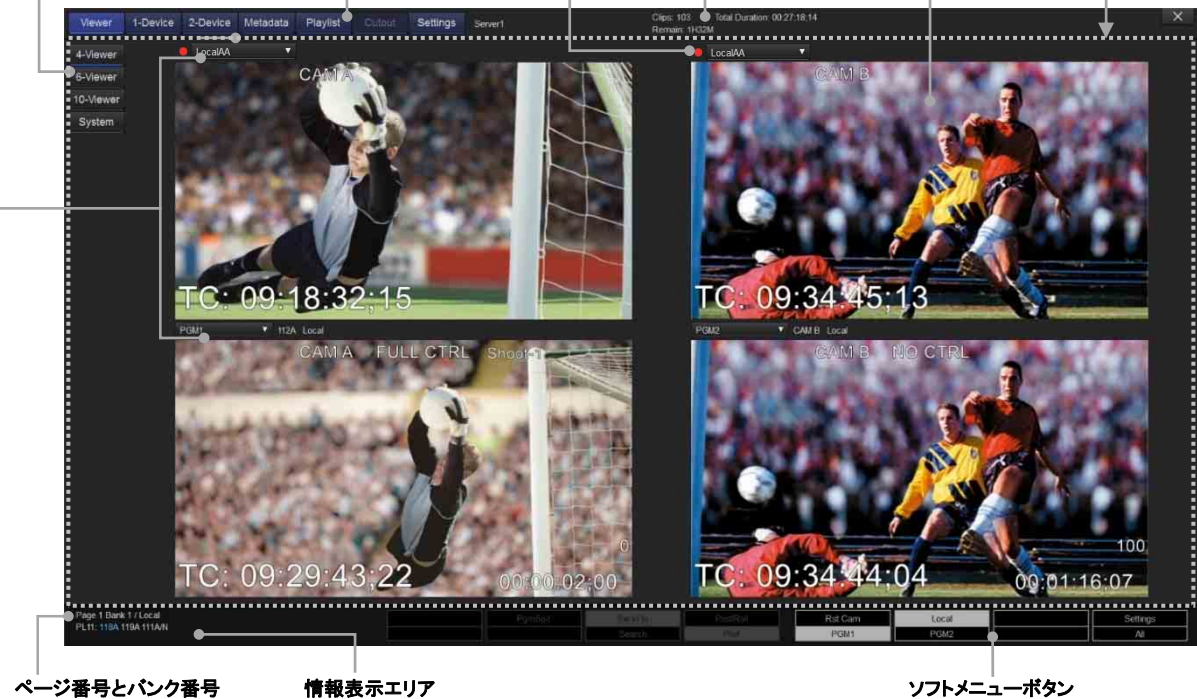 Viewer 1-Device 2-Device Metadata Playlist Cutout Settings Server1
Clips: 103 Total Duration: 00:27:18;14
Remain: 1H32M
4-Viewer
6-Viewer
10-Viewer
System
LocalAA
LocalAA
CAM A
CAM B
TC: 09:18:32;15
TC: 09:34:45;13
PGM1 112A Local
PGM2 CAM B Local
CAM A FULL CTRL Shoot-1
CAM B NO CTRL
0
100
TC: 09:29:43;22 00:00:02;00
TC: 09:34:44;04 00:01:16;07
Page 1 Bank 1 / Local
PL11: 118A 119A 111A/N
Rst Cam Local Settings
Search PGM1 PGM2 All
ページ番号とバンク番号
情報表示エリア
ソフトメニューボタン